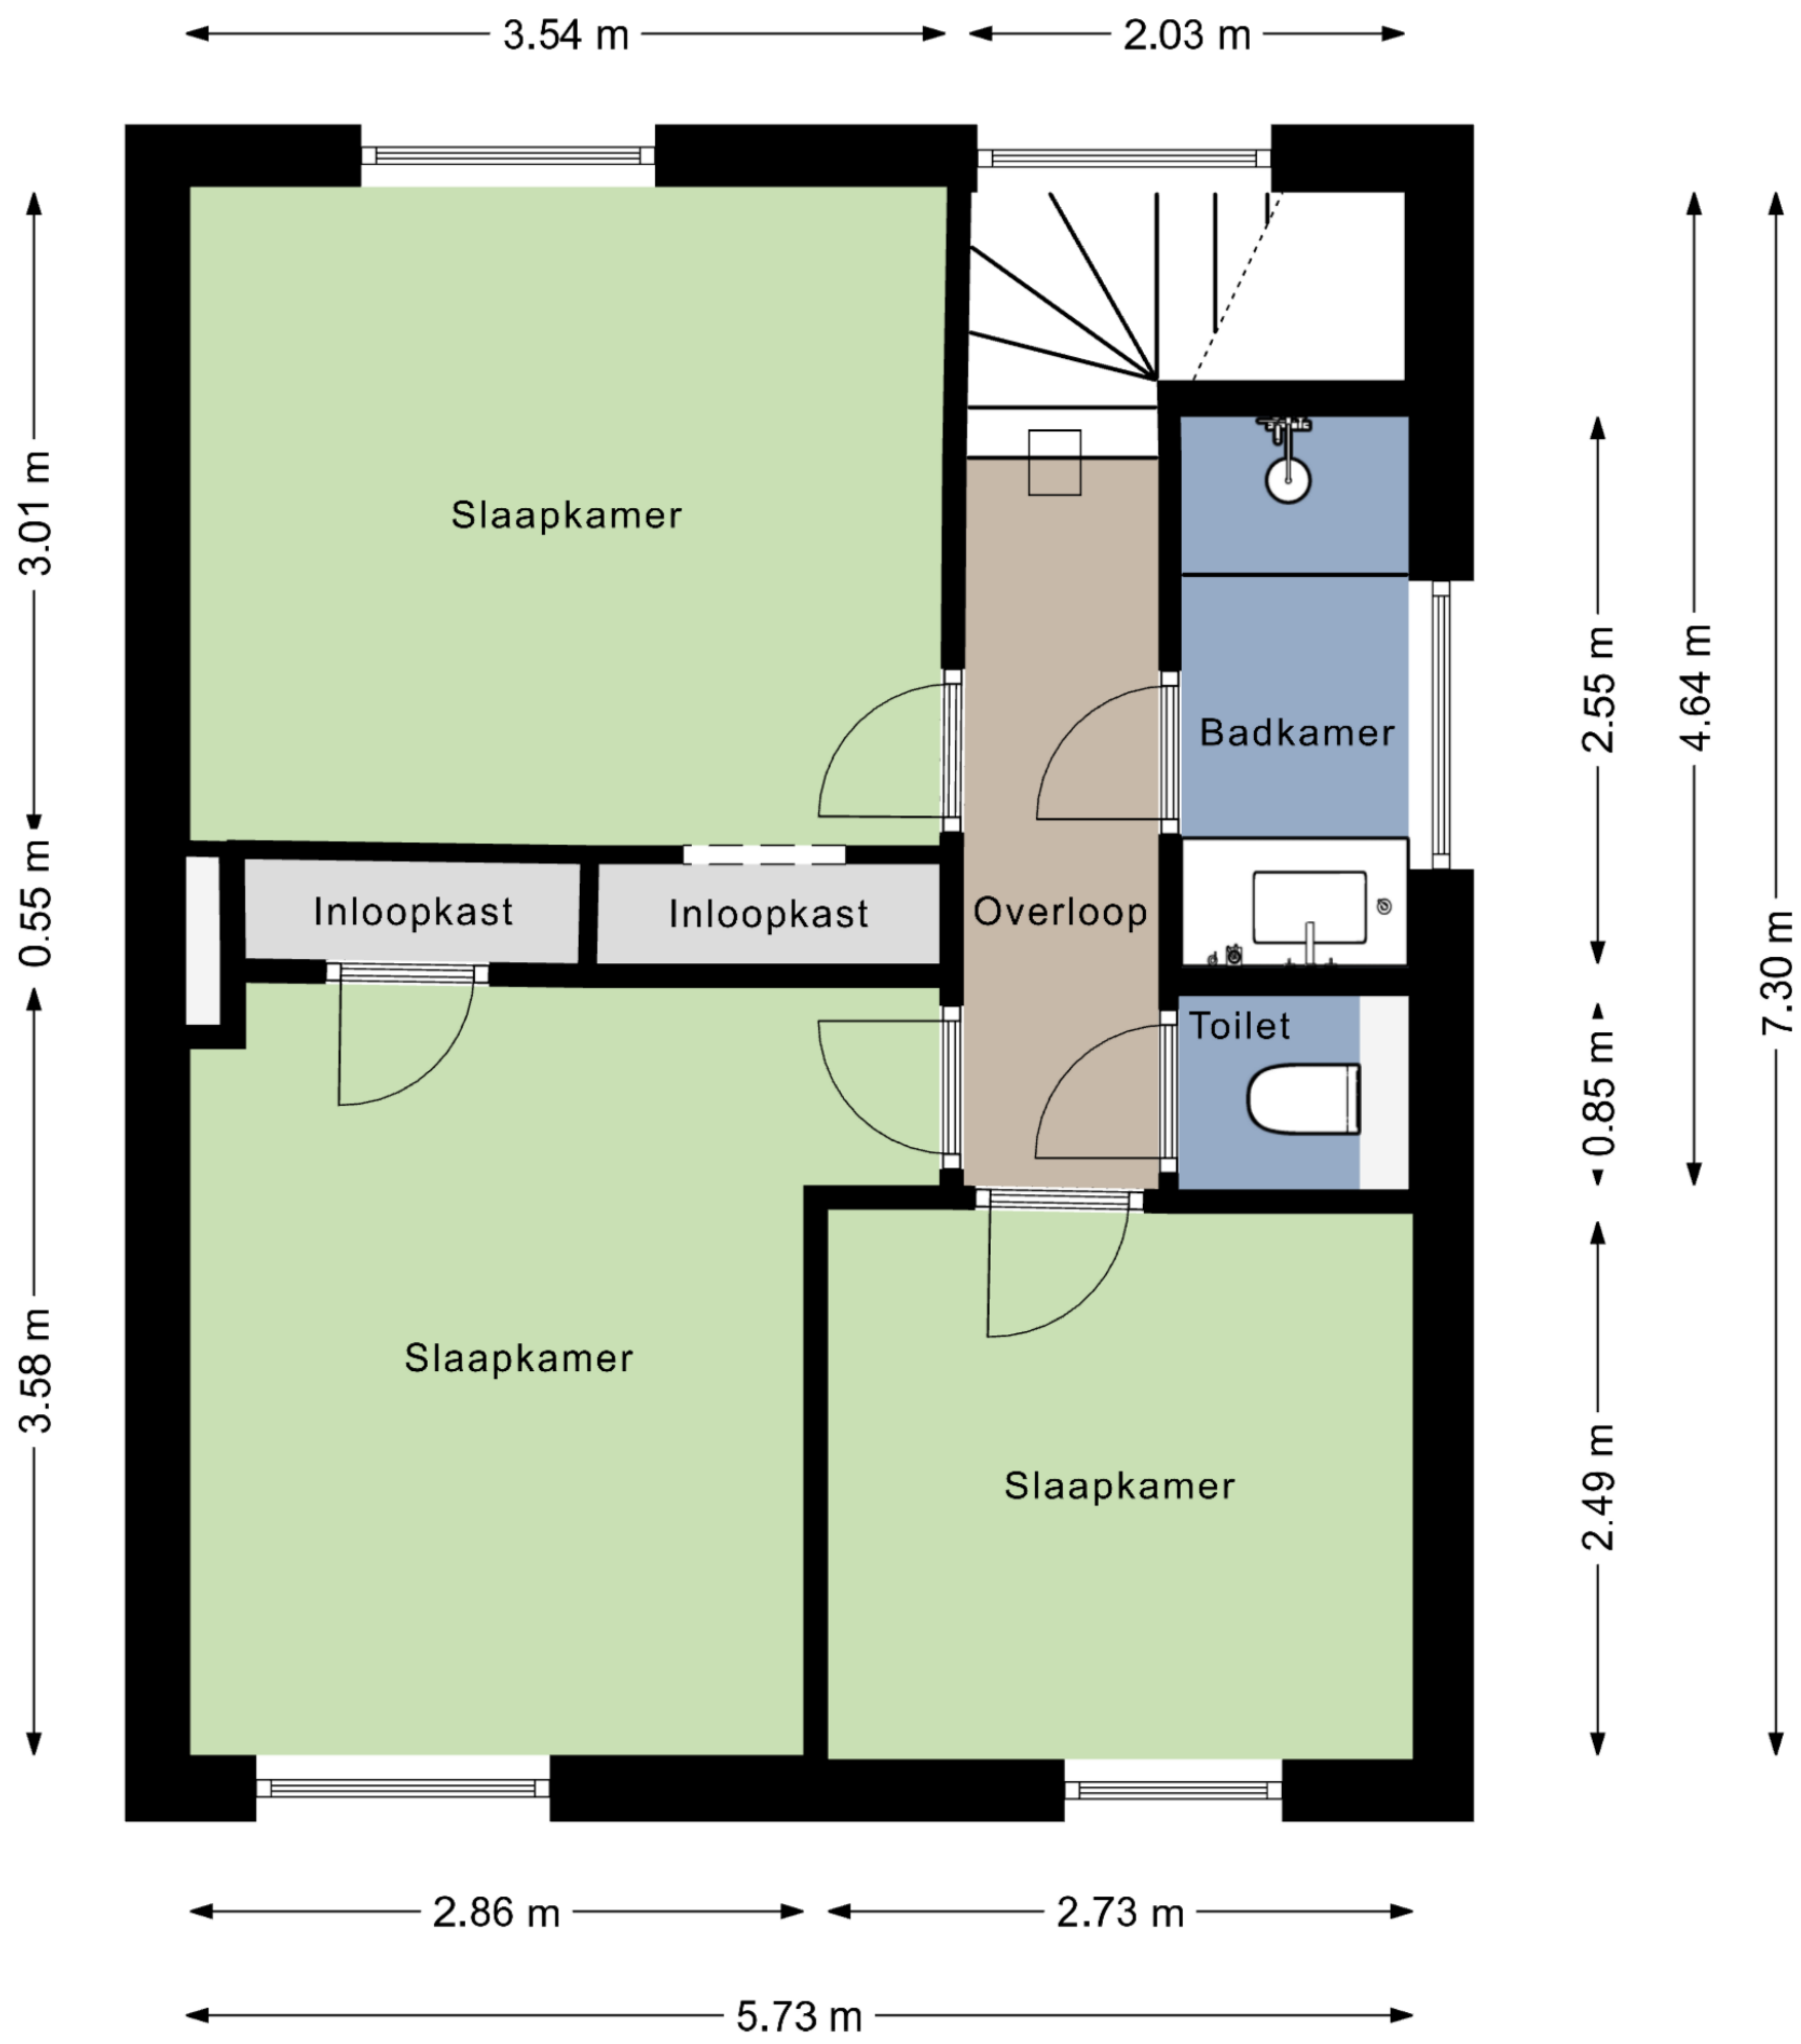 3.54 m
2.03 m
3.01 m
0.55 m
3.58 m
2.55 m
4.64 m
0.85 m
7.30 m
2.49 m
Slaapkamer
Badkamer
Inloopkast
Inloopkast
Overloop
Toilet
Slaapkamer
Slaapkamer
2.86 m
2.73 m
5.73 m